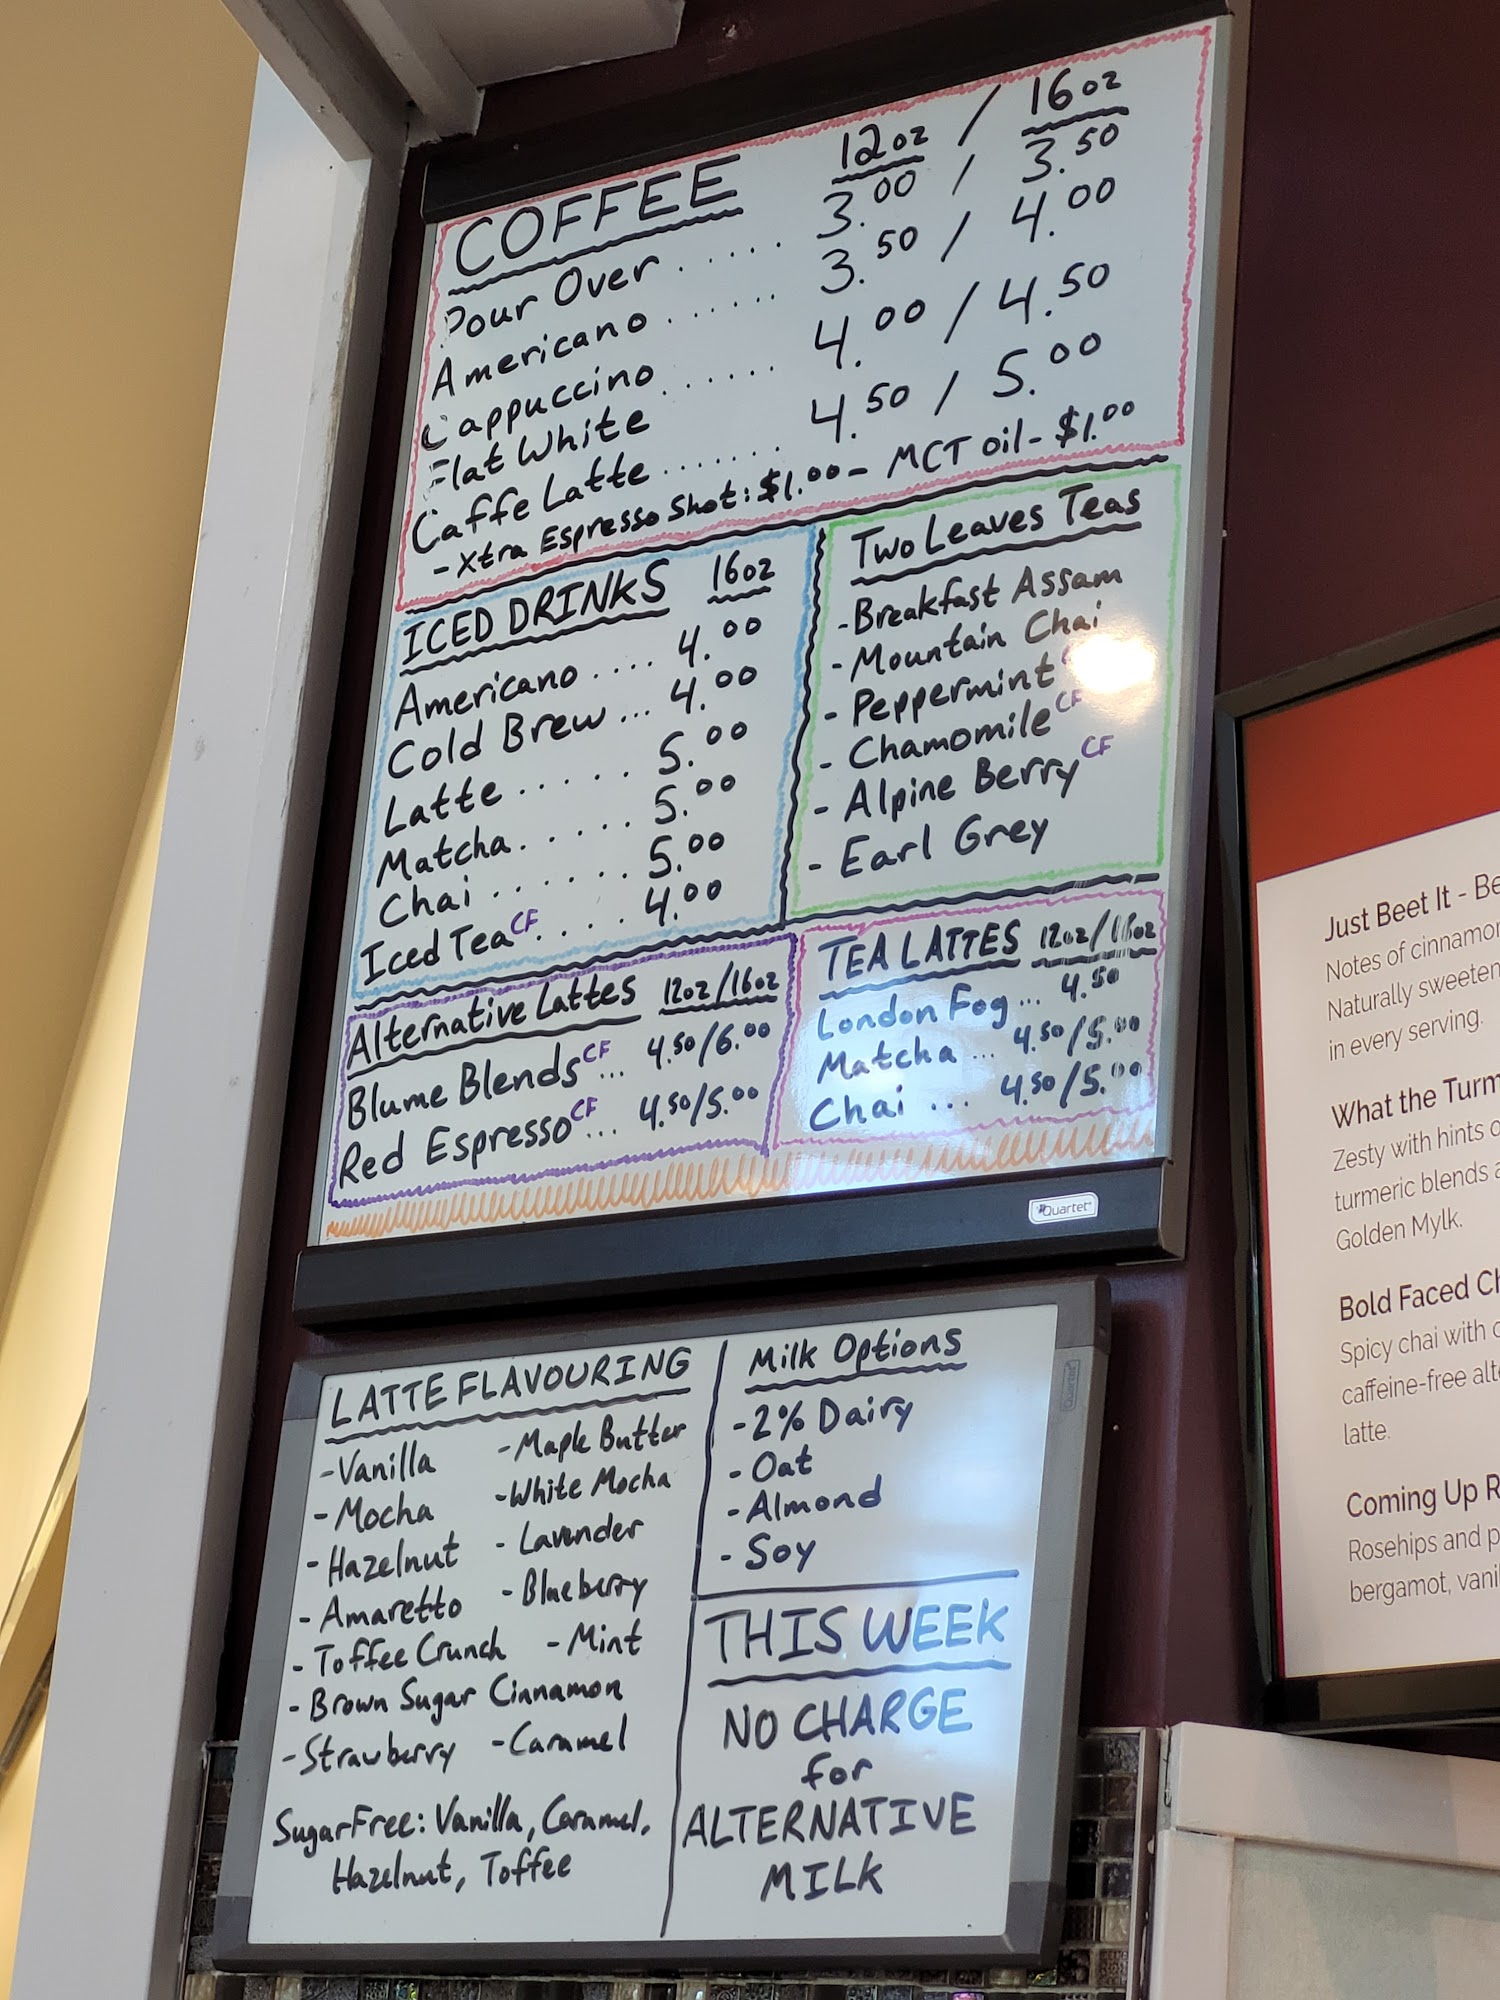 COFFEE 12oz / 16oz
Pour Over ..... 3.00 / 3.50
Americano ...... 3.50 / 4.00
Cappuccino ...... 4.00 / 4.50
Flat White
Caffe Latte ....... 4.50 / 5.00
- Xtra Espresso Shot: $1.00 - MCT Oil - $1.00
ICED DRINKS 16oz
Americano .... 4.00
Cold Brew ... 4.00
Latte ...... 5.00
Matcha...... 5.00
Chai ....... 5.00
Iced Tea CF .... 4.00
Two Leaves Teas
- Breakfast Assam
- Mountain Chai
- Peppermint
- Chamomile CF
- Alpine Berry CF
- Earl Grey
Alternative Lattes 12oz/16oz
Blume Blends CF ... 4.50/6.00
Red Espresso CF ... 4.50/5.00
TEA LATTES 12oz/16oz
London Fog ... 4.50
Matcha ... 4.50/5.00
Chai ... 4.50/5.00
Quartet
LATTE FLAVOURING
- Vanilla - Maple Butter
- Mocha - White Mocha
- Hazelnut - Lavender
- Amaretto - Blueberry
- Toffee Crunch - Mint
- Brown Sugar Cinnamon
- Strawberry - Caramel
SugarFree: Vanilla, Caramel,
Hazelnut, Toffee
Milk Options
- 2% Dairy
- Oat
- Almond
- Soy
THIS WEEK
NO CHARGE
for
ALTERNATIVE
MILK
Quartet
Just Beet It - Be
Notes of cinnamon
Naturally sweeten
in every serving.
What the Turm
Zesty with hints o
turmeric blends a
Golden Mylk.
Bold Faced Ch
Spicy chai with
caffeine-free alt
latte.
Coming Up R
Rosehips and p
bergamot, vani